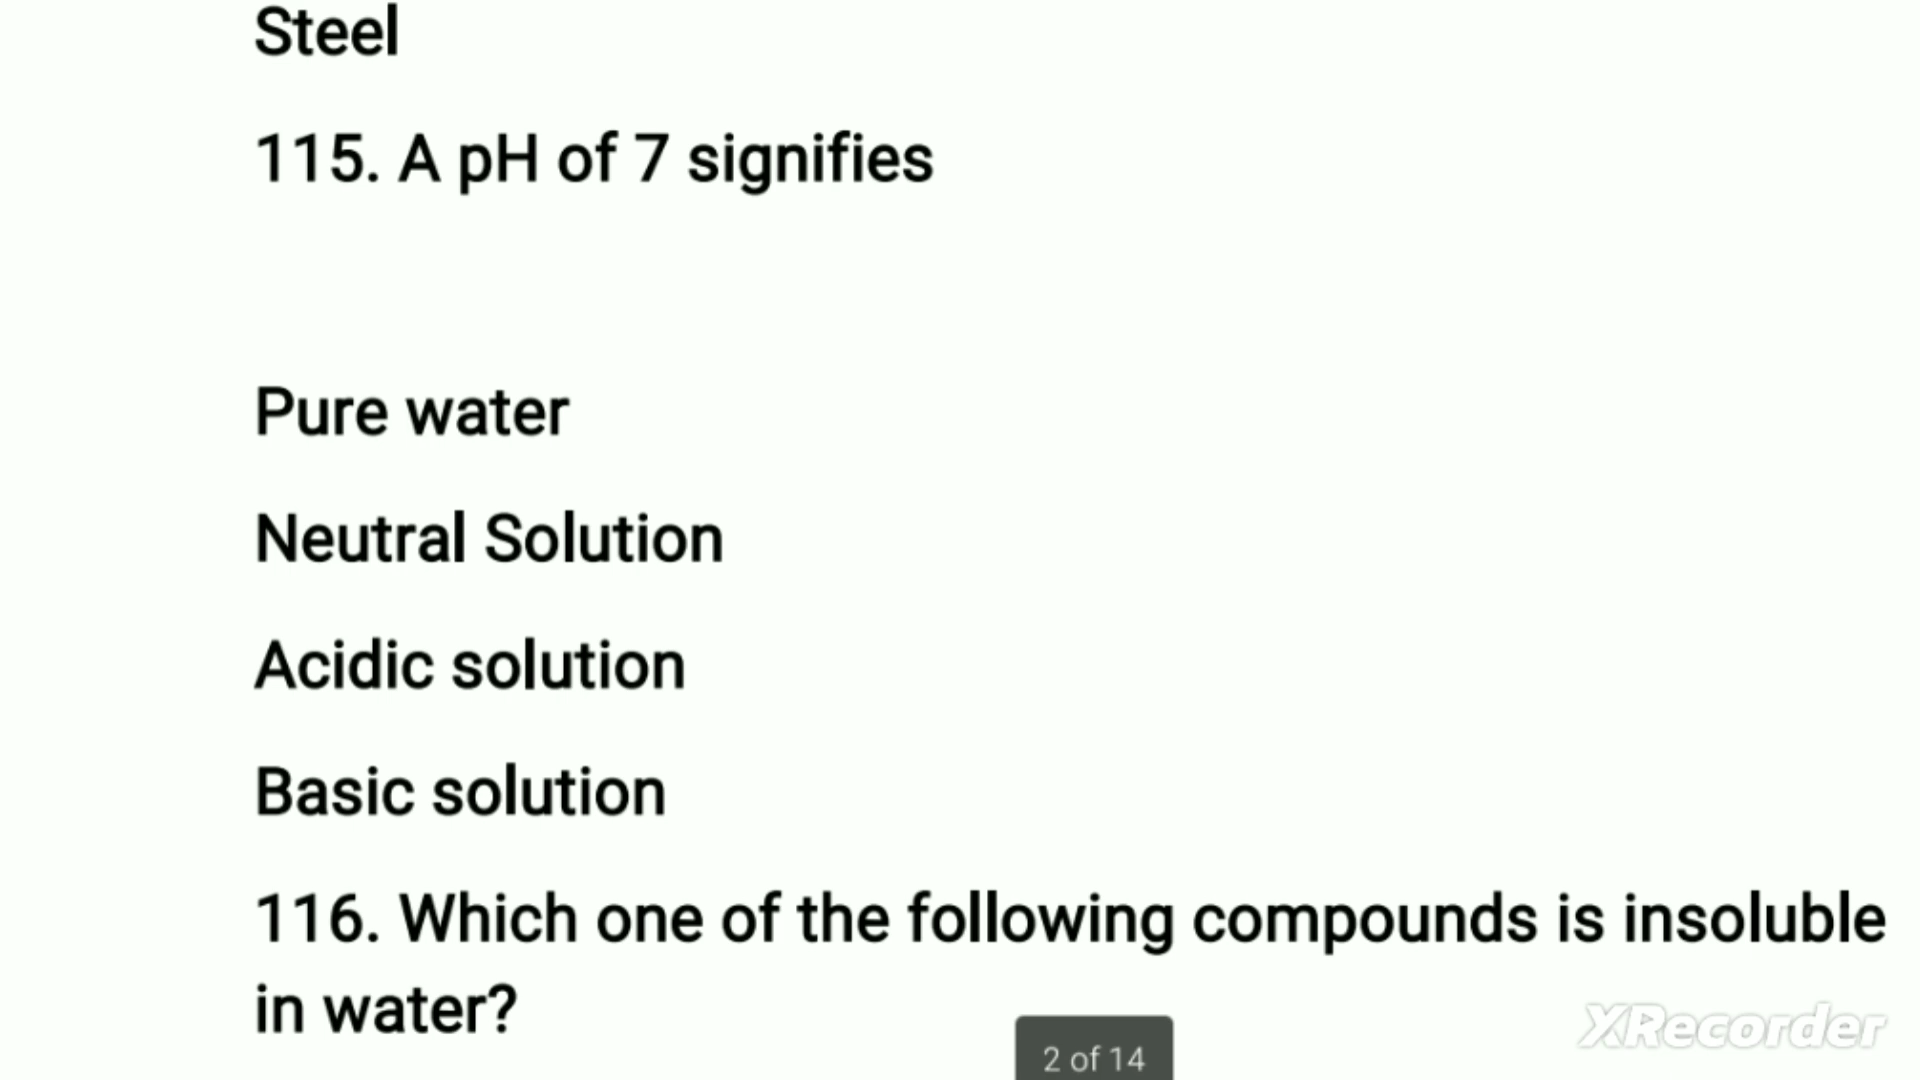 Steel
115. A pH of 7 signifies
Pure water
Neutral Solution
Acidic solution
Basic solution
116. Which one of the following compounds is insoluble
in water?
2 of 14
XRecorder